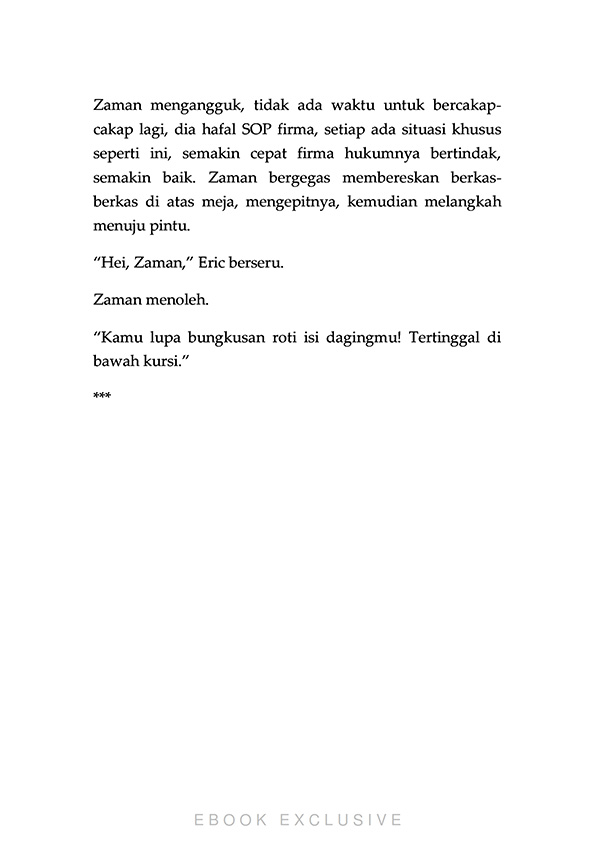 Zaman mengangguk, tidak ada waktu untuk bercakap-
cakap lagi, dia hafal SOP firma, setiap ada situasi khusus
seperti ini, semakin cepat firma hukumnya bertindak,
semakin baik. Zaman bergegas membereskan berkas-
berkas di atas meja, mengepitnya, kemudian melangkah
menuju pintu.
“Hei, Zaman,” Eric berseru.
Zaman menoleh.
“Kamu lupa bungkusan roti isi dagingmu! Tertinggal di
bawah kursi.”
***
EBOOK EXCLUSIVE